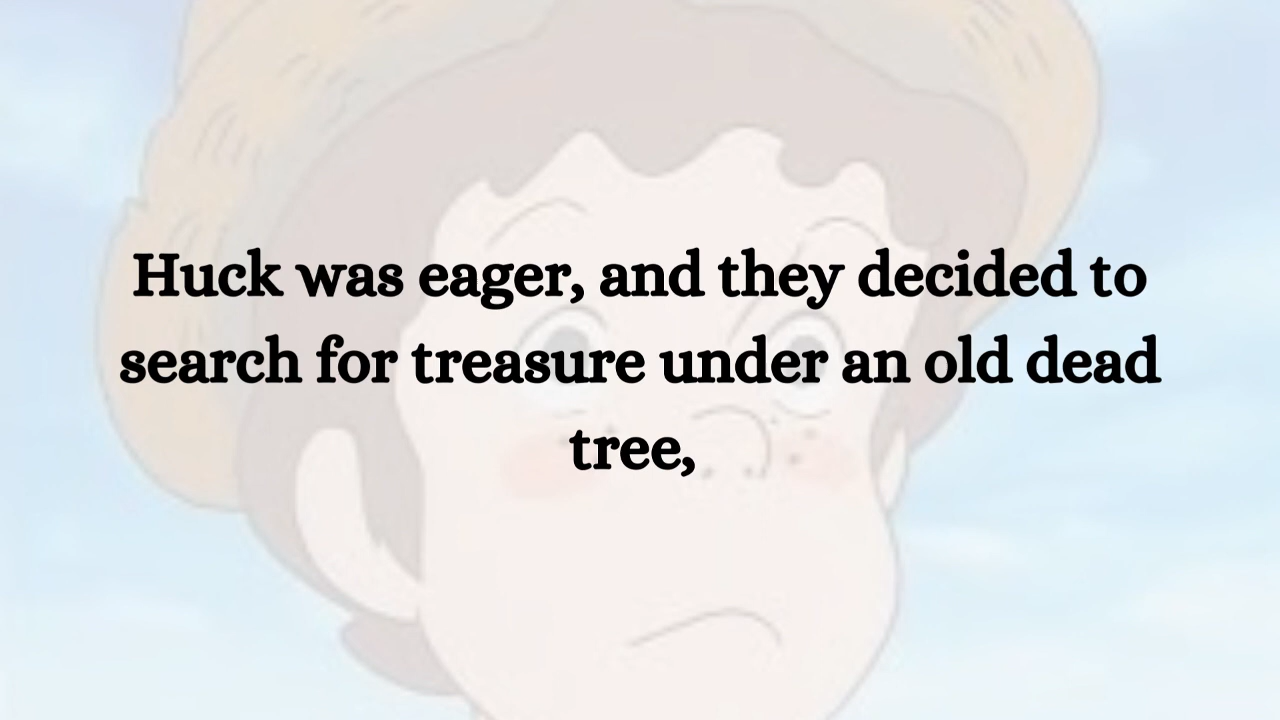 Huck was eager, and they decided to
search for treasure under an old dead
tree,